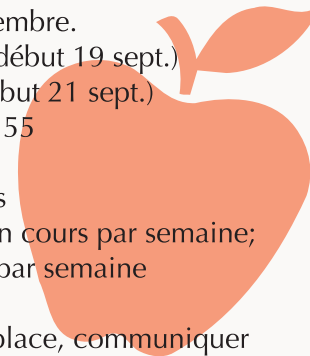 embre.
début 19 sept.)
but 21 sept.)
55
s
n cours par semaine;
par semaine
place, communiquer